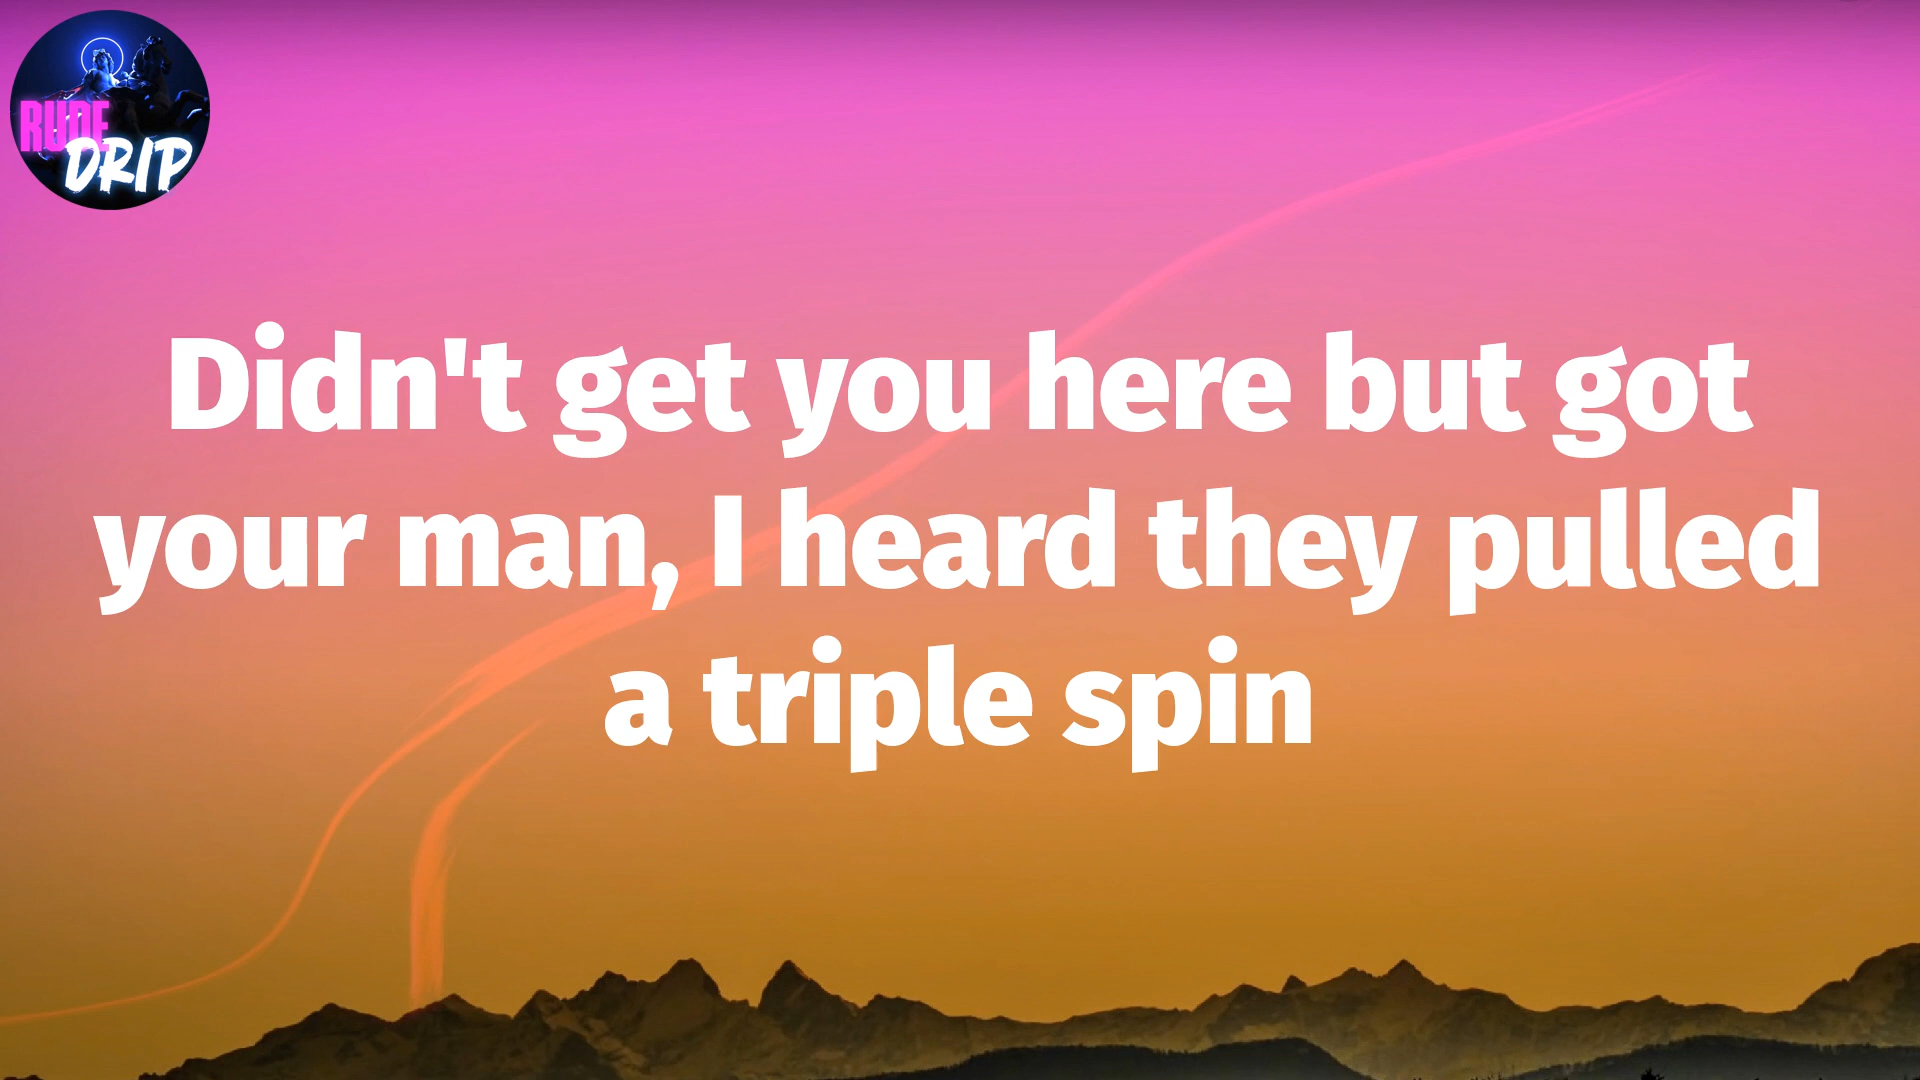 RUDE
DRIP
Didn't get you here but got
your man, I heard they pulled
a triple spin